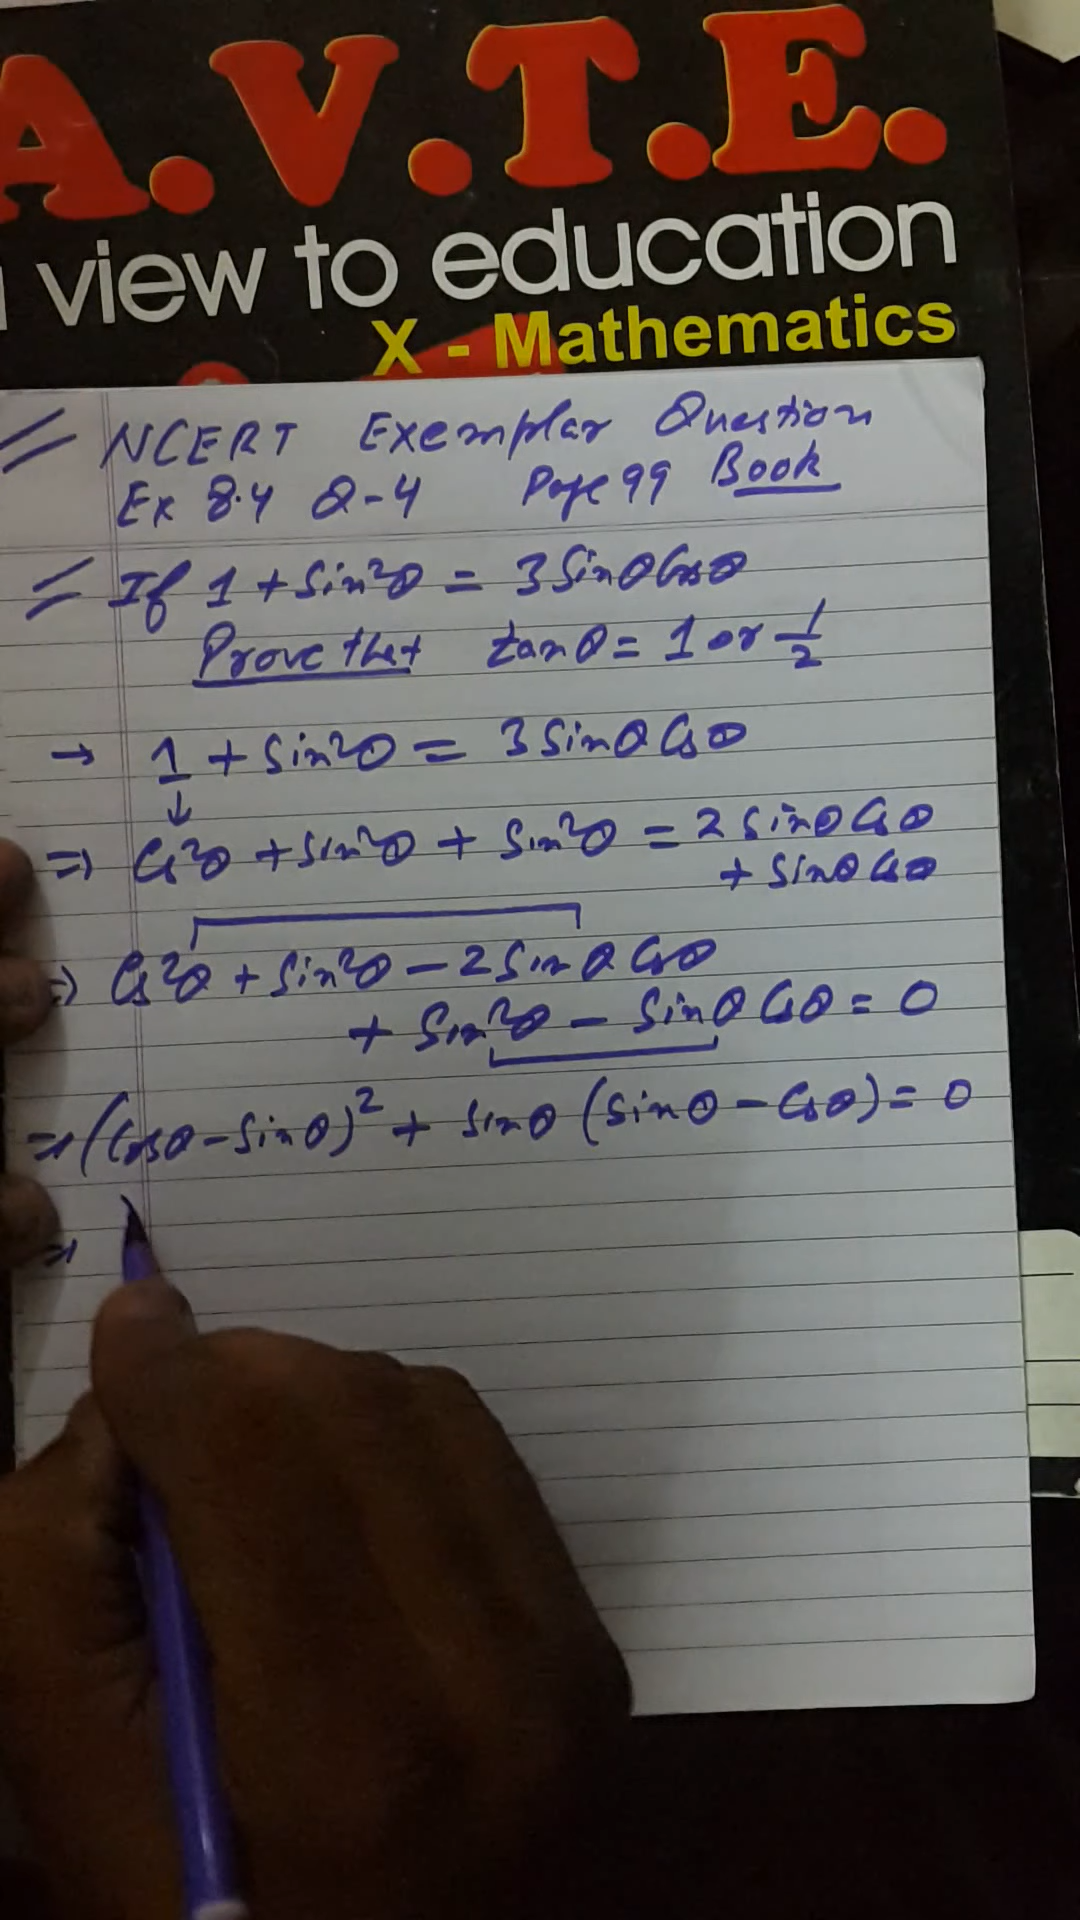 A.V.T.E.
view to education
X - Mathematics
NCERT Exemplar Question
Ex 8.4 Q-4 Page 99 Book
If 1 + Sin²θ = 3 Sinθ Cosθ
Prove that tanθ = 1 or 1/2
→ 1 + Sin²θ = 3 Sinθ Cosθ
↓
⇒ Cos²θ + Sin²θ + Sin²θ = 2 Sinθ Cosθ
+ Sinθ Cosθ
⇒ Cos²θ + Sin²θ - 2 Sinθ Cosθ
+ Sin²θ - Sinθ Cosθ = 0
⇒ (Cosθ - Sinθ)² + Sinθ (Sinθ - Cosθ) = 0
⇒